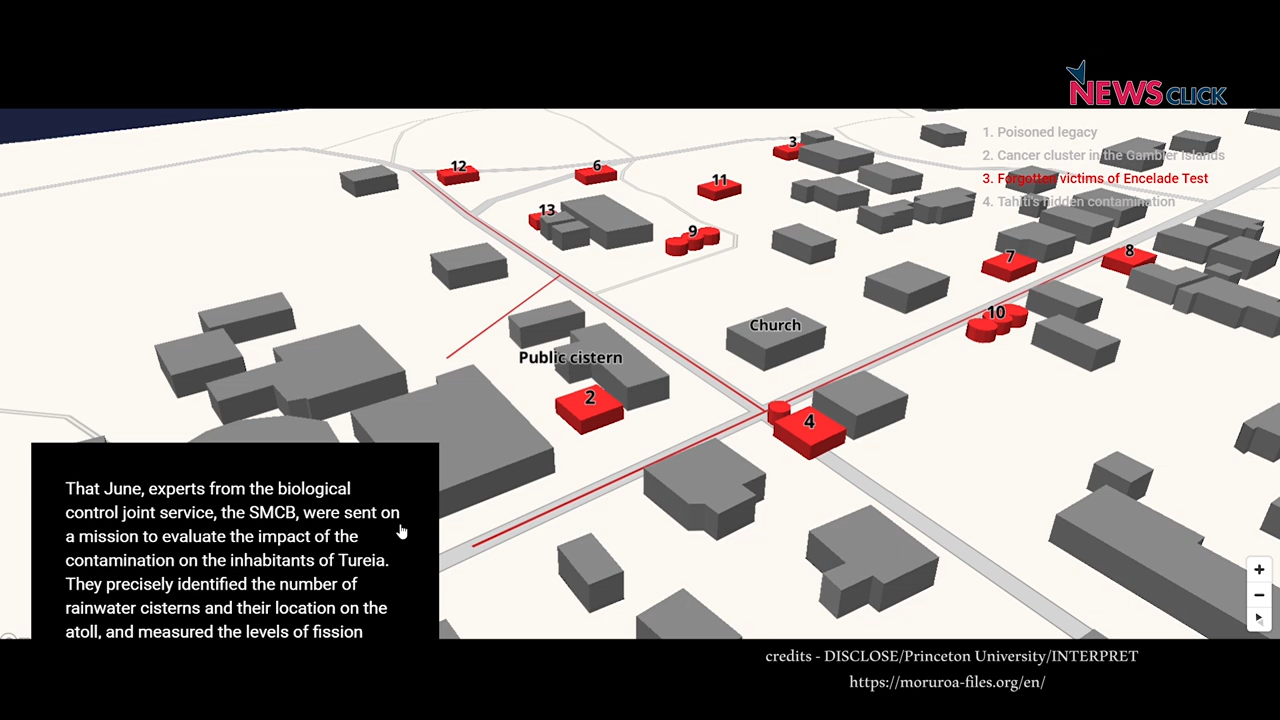 NEWSCLICK
1. Poisoned legacy
2. Cancer cluster in the Gambier Islands
3. Forgotten victims of Encelade Test
4. Tahiti's hidden contamination
12
6
3
11
13
9
7
8
10
Church
Public cistern
2
4
That June, experts from the biological
control joint service, the SMCB, were sent on
a mission to evaluate the impact of the
contamination on the inhabitants of Tureia.
They precisely identified the number of
rainwater cisterns and their location on the
atoll, and measured the levels of fission
credits - DISCLOSE/Princeton University/INTERPRET
https://moruroa-files.org/en/